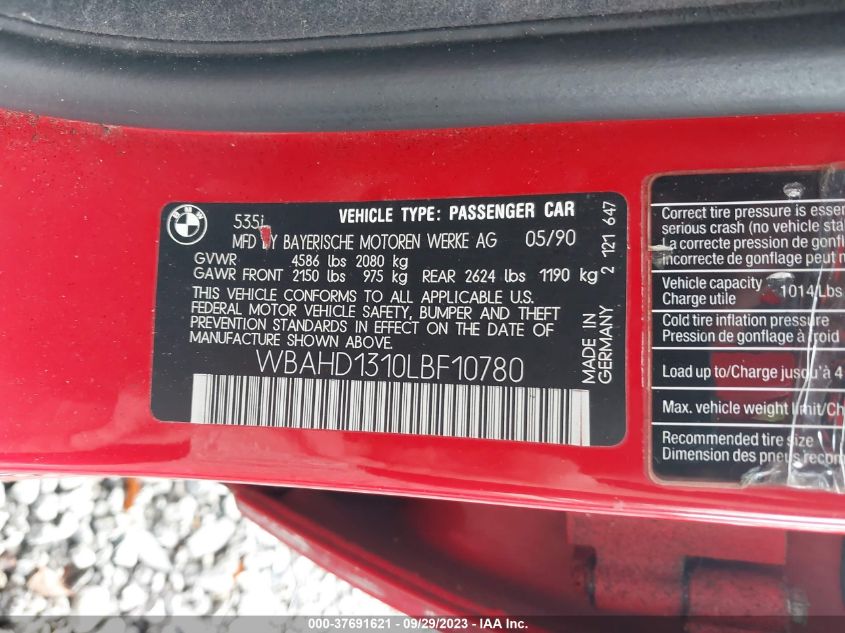 BMW
535i
VEHICLE TYPE: PASSENGER CAR
MFD BY BAYERISCHE MOTOREN WERKE AG 05/90
GVWR 4586 lbs 2080 kg
GAWR FRONT 2150 lbs 975 kg REAR 2624 lbs 1190 kg
THIS VEHICLE CONFORMS TO ALL APPLICABLE U.S.
FEDERAL MOTOR VEHICLE SAFETY, BUMPER AND THEFT
PREVENTION STANDARDS IN EFFECT ON THE DATE OF
MANUFACTURE SHOWN ABOVE.
WBAHD1310LBF10780
MADE IN
GERMANY
2 121 647
Correct tire pressure is
serious crash (no vehicle
La correcte pression de
incorrecte de gonflage peut
Vehicle capacity
Charge utile
1014 Lbs
Cold tire inflation pressure
Pression de gonflage à froid
Load up to/Charge jusqu'à 4
Max. vehicle weight limit/
Recommended tire size
Dimension des pneus
000-37691621 - 09/29/2023 - IAA Inc.